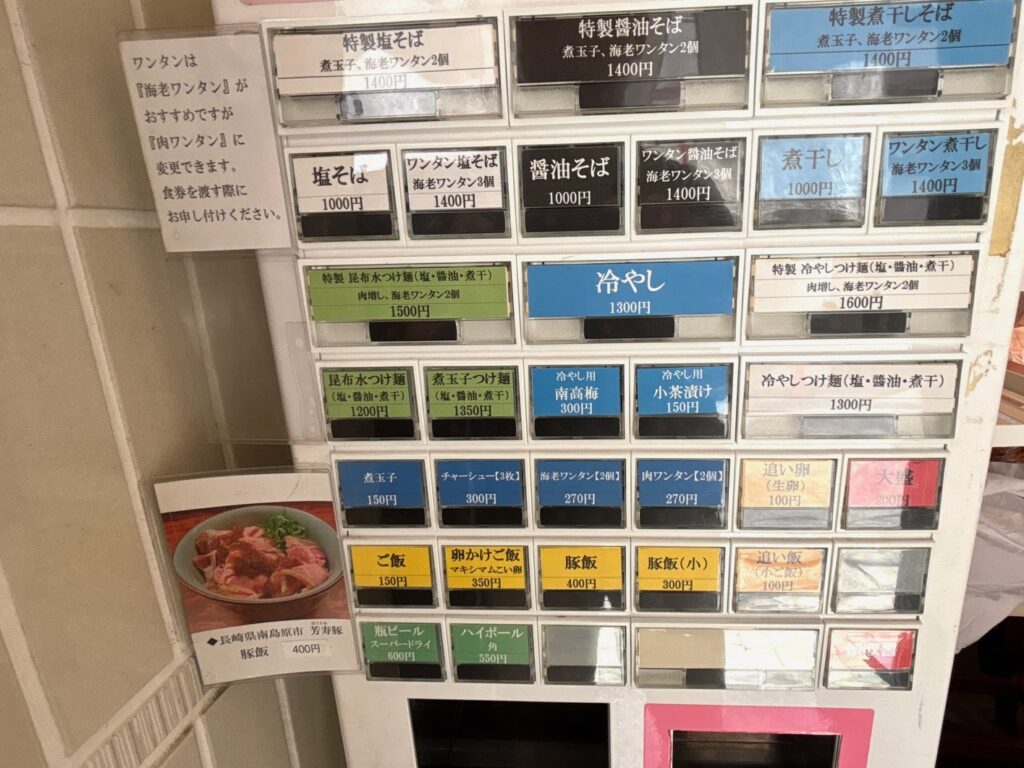 ワンタンは
『海老ワンタン』が
おすすめですが
『肉ワンタン』に
変更できます。
食券を渡す際に
お申し付けください。
特製塩そば
煮玉子、海老ワンタン2個
1400円
特製醤油そば
煮玉子、海老ワンタン2個
1400円
特製煮干しそば
煮玉子、海老ワンタン2個
1400円
塩そば
1000円
ワンタン塩そば
海老ワンタン3個
1400円
醤油そば
1000円
ワンタン醤油そば
海老ワンタン3個
1400円
煮干し
1000円
ワンタン煮干し
海老ワンタン3個
1400円
特製 昆布水つけ麺(塩・醤油・煮干)
肉増し、海老ワンタン2個
1500円
冷やし
1300円
特製 冷やしつけ麺(塩・醤油・煮干)
肉増し、海老ワンタン2個
1600円
昆布水つけ麺
(塩・醤油・煮干)
1200円
煮玉子つけ麺
(塩・醤油・煮干)
1350円
冷やし用
南高梅
300円
冷やし用
小茶漬け
150円
冷やしつけ麺(塩・醤油・煮干)
1300円
煮玉子
150円
チャーシュー【3枚】
300円
海老ワンタン【2個】
270円
肉ワンタン【2個】
270円
追い卵
(生卵)
100円
大盛
200円
ご飯
150円
卵かけご飯
マキシマムこい卵
350円
豚飯
400円
豚飯(小)
300円
追い飯
(小ご飯)
100円
◆長崎県南島原市 芳寿豚
豚飯 400円
瓶ビール
スーパードライ
600円
ハイボール
角
550円